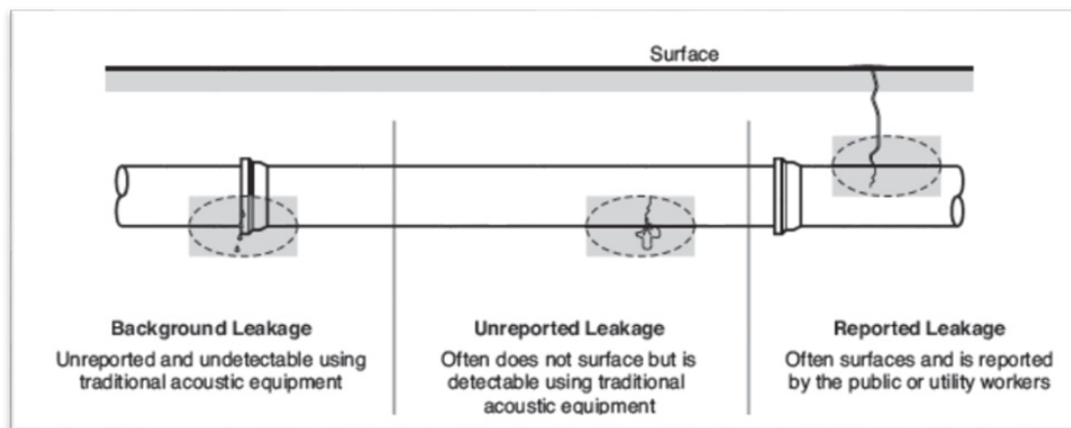 Surface
Background Leakage
Unreported and undetectable using
traditional acoustic equipment
Unreported Leakage
Often does not surface but is
detectable using traditional
acoustic equipment
Reported Leakage
Often surfaces and is reported
by the public or utility workers